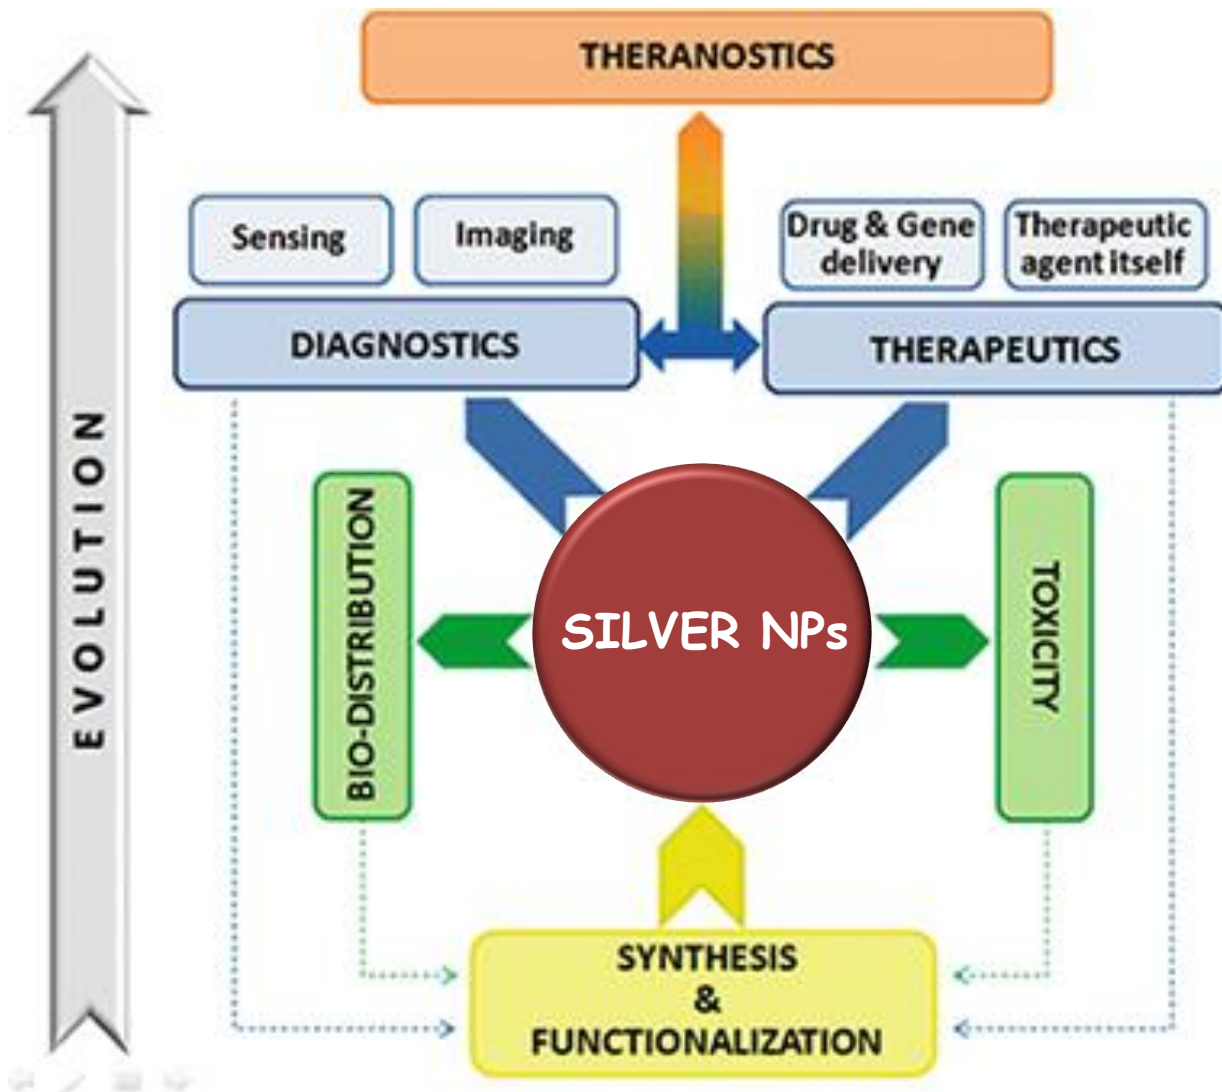 THERANOSTICS
Sensing
Imaging
Drug & Gene
delivery
Therapeutic
agent itself
DIAGNOSTICS
THERAPEUTICS
EVOLUTION
BIO-DISTRIBUTION
SILVER NPs
TOXICITY
SYNTHESIS
&
FUNCTIONALIZATION